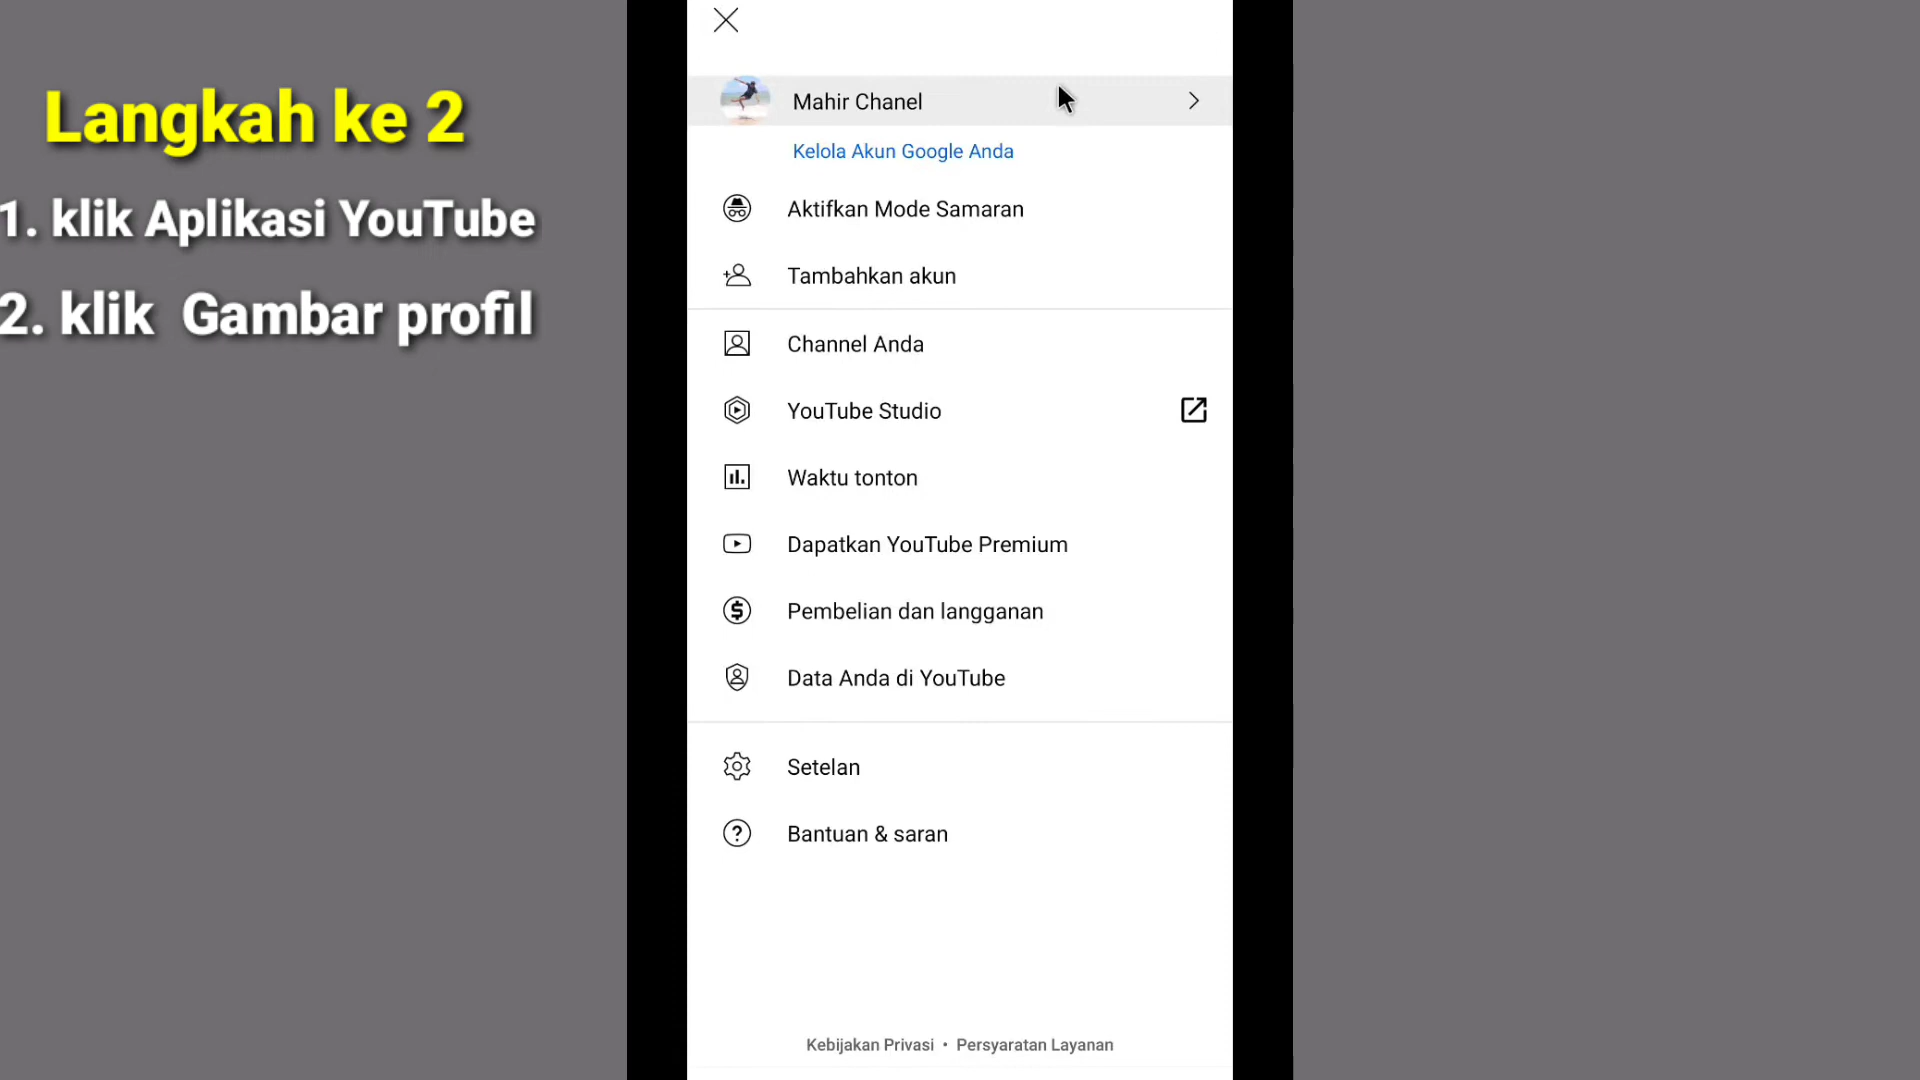 Langkah ke 2
1. klik Aplikasi YouTube
2. klik Gambar profil
Mahir Chanel
Kelola Akun Google Anda
Aktifkan Mode Samaran
Tambahkan akun
Channel Anda
YouTube Studio
Waktu tonton
Dapatkan YouTube Premium
Pembelian dan langganan
Data Anda di YouTube
Setelan
Bantuan & saran
Kebijakan Privasi • Persyaratan Layanan